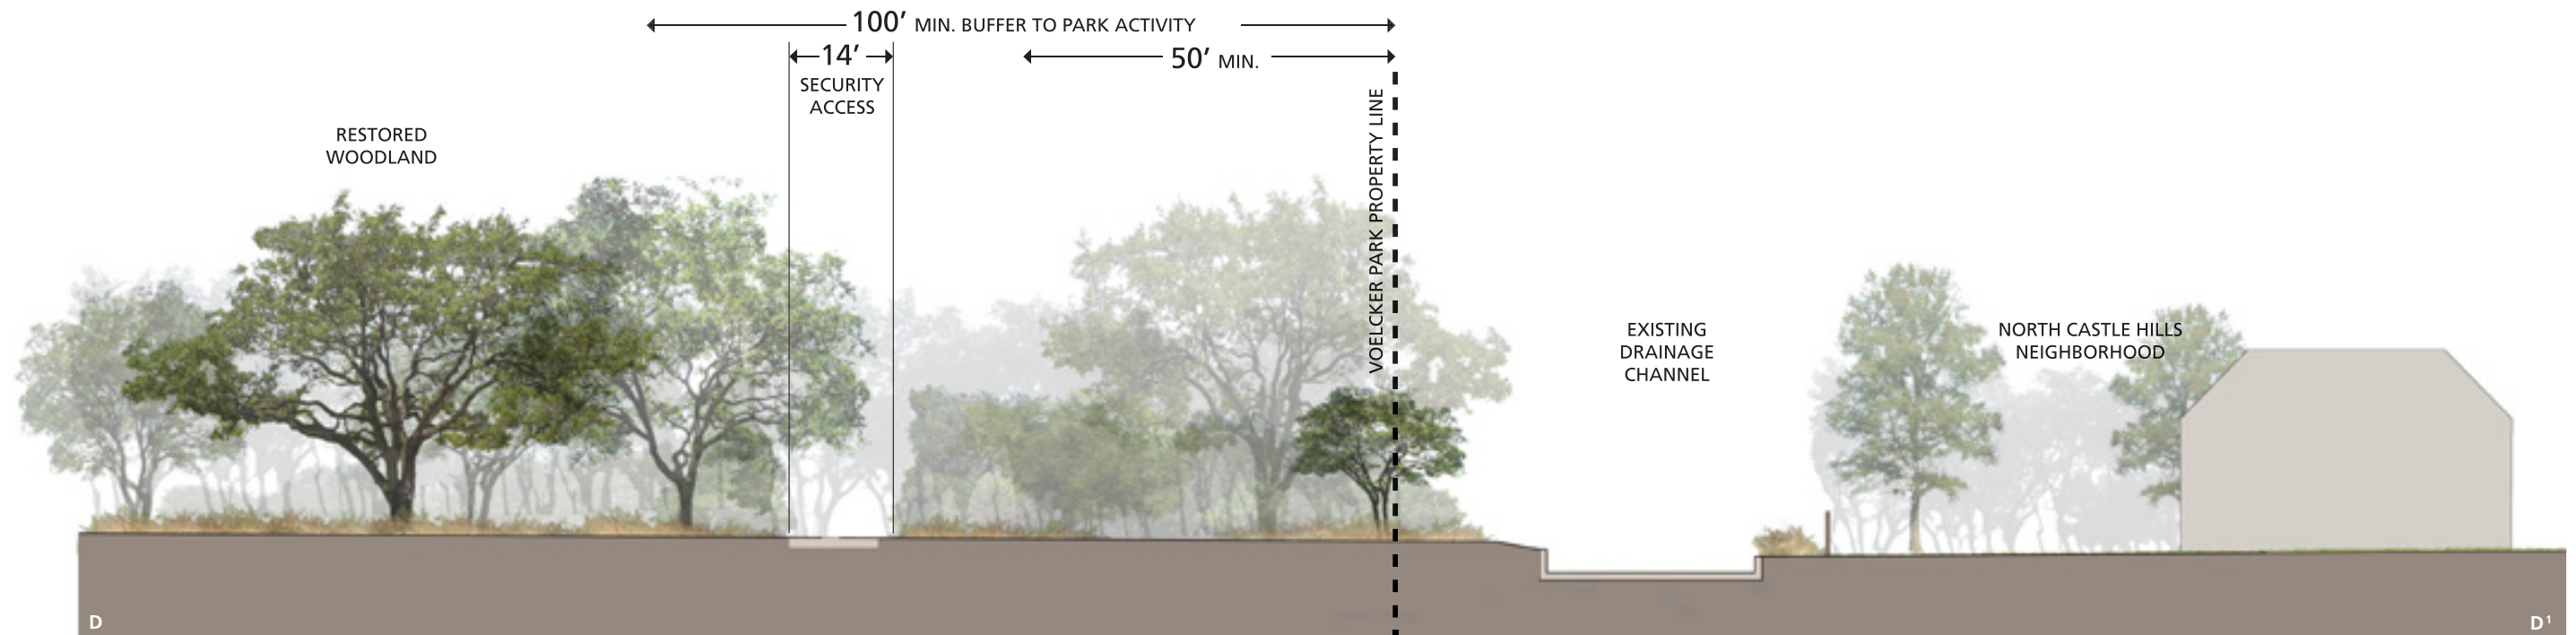 100’ MIN. BUFFER TO PARK ACTIVITY
14’
50’ MIN.
SECURITY
ACCESS
VOELCKER PARK PROPERTY LINE
RESTORED
WOODLAND
EXISTING
DRAINAGE
CHANNEL
NORTH CASTLE HILLS
NEIGHBORHOOD
D
D¹